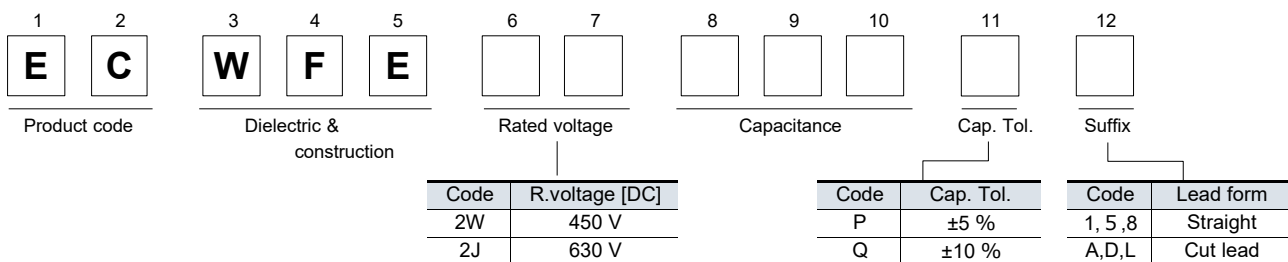 1 2 3 4 5 6 7 8 9 10 11 12
E C W F E
Product code Dielectric & construction Rated voltage Capacitance Cap. Tol. Suffix
Code R.voltage [DC] Code Cap. Tol. Code Lead form
2W 450 V P ±5 % 1, 5 ,8 Straight
2J 630 V Q ±10 % A,D,L Cut lead